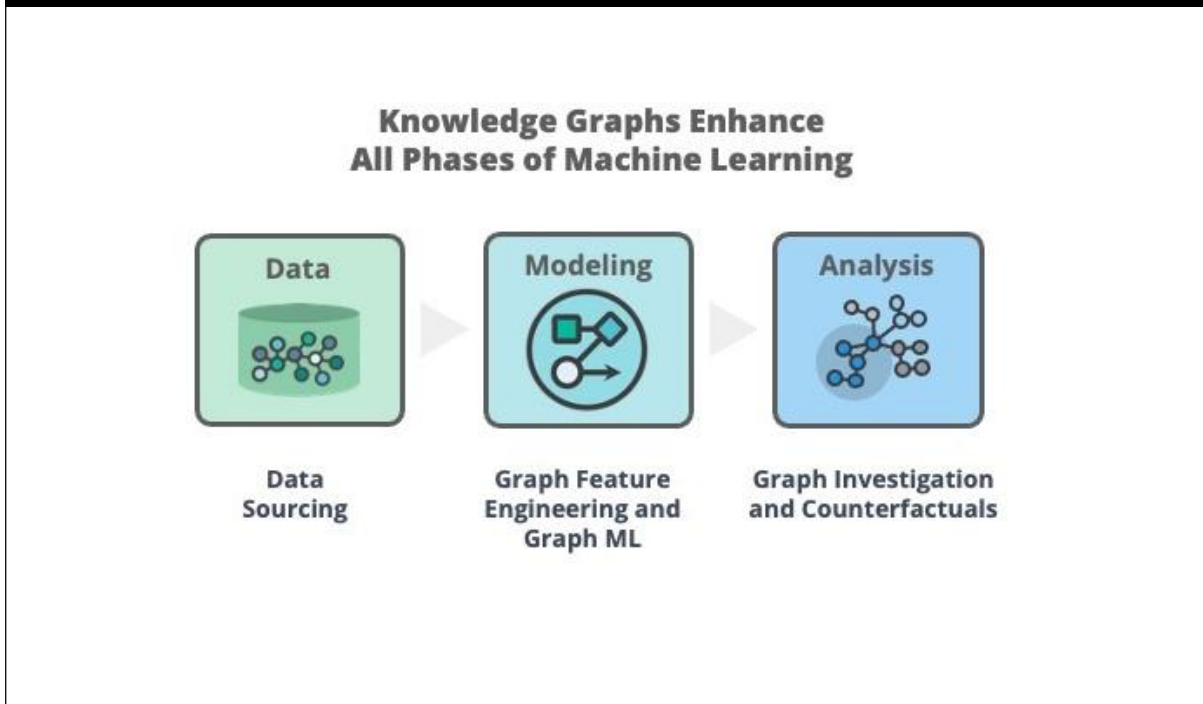 Knowledge Graphs Enhance
All Phases of Machine Learning
Data
Modeling
Analysis
Data
Sourcing
Graph Feature
Engineering and
Graph ML
Graph Investigation
and Counterfactuals